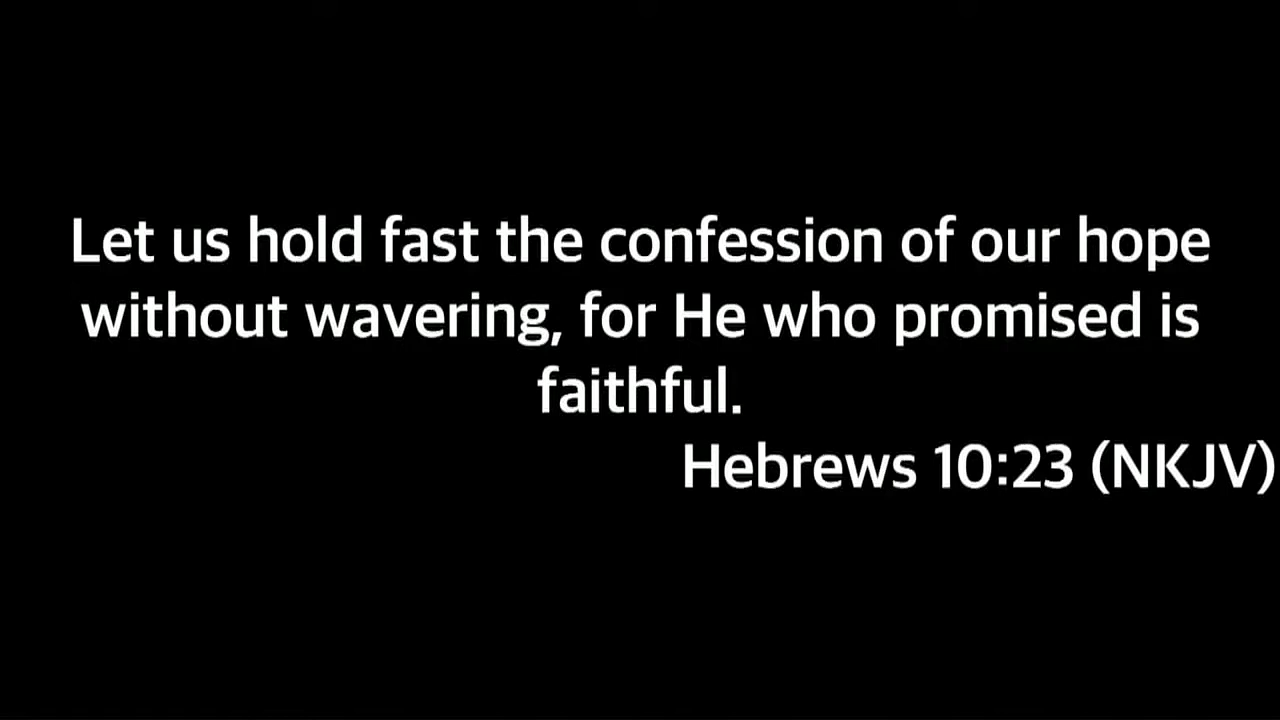 Let us hold fast the confession of our hope
without wavering, for He who promised is
faithful.
Hebrews 10:23 (NKJV)